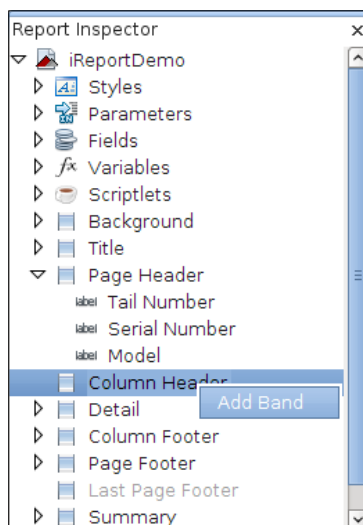 Report Inspector
iReportDemo
Styles
Parameters
Fields
fx Variables
Scriptlets
Background
Title
Page Header
label Tail Number
label Serial Number
label Model
Column Header
Add Band
Detail
Column Footer
Page Footer
Last Page Footer
Summary